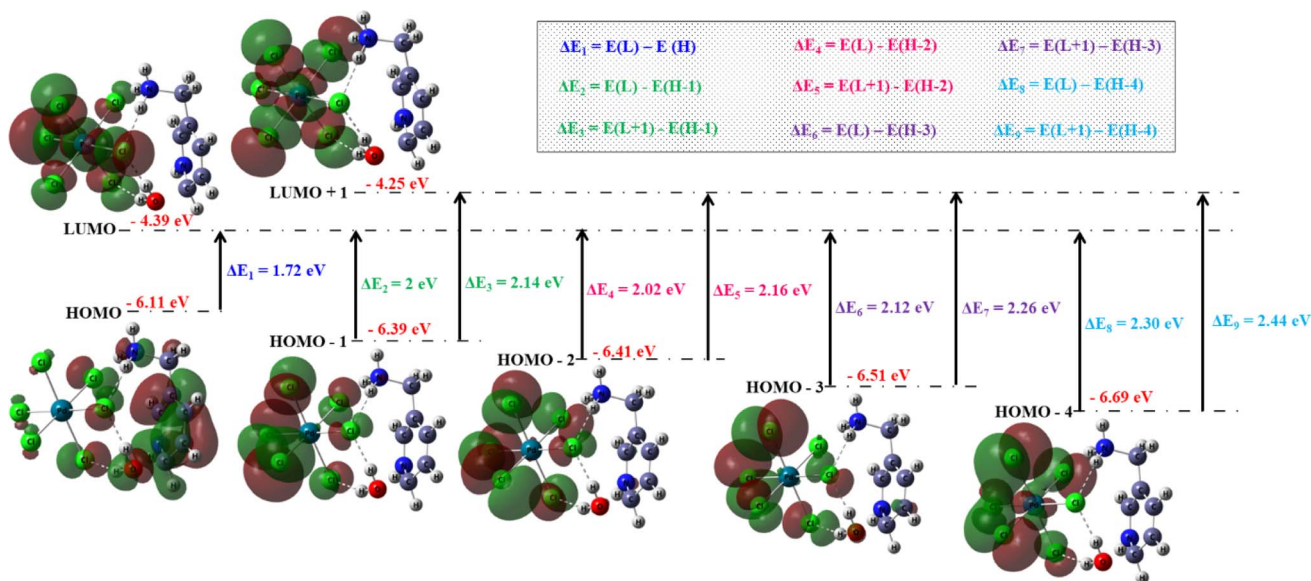 ΔE₁ = E(L) – E (H)
ΔE₄ = E(L) - E(H-2)
ΔE₇ = E(L+1) – E(H-3)
ΔE₂ = E(L) - E(H-1)
ΔE₅ = E(L+1) - E(H-2)
ΔE₈ = E(L) – E(H-4)
ΔE₃ = E(L+1) - E(H-1)
ΔE₆ = E(L) – E(H-3)
ΔE₉ = E(L+1) – E(H-4)
LUMO + 1
- 4.25 eV
LUMO
- 4.39 eV
ΔE₁ = 1.72 eV
ΔE₂ = 2 eV
ΔE₃ = 2.14 eV
ΔE₄ = 2.02 eV
ΔE₅ = 2.16 eV
ΔE₆ = 2.12 eV
ΔE₇ = 2.26 eV
ΔE₈ = 2.30 eV
ΔE₉ = 2.44 eV
HOMO
- 6.11 eV
HOMO - 1
- 6.39 eV
HOMO - 2
- 6.41 eV
HOMO - 3
- 6.51 eV
HOMO - 4
- 6.69 eV